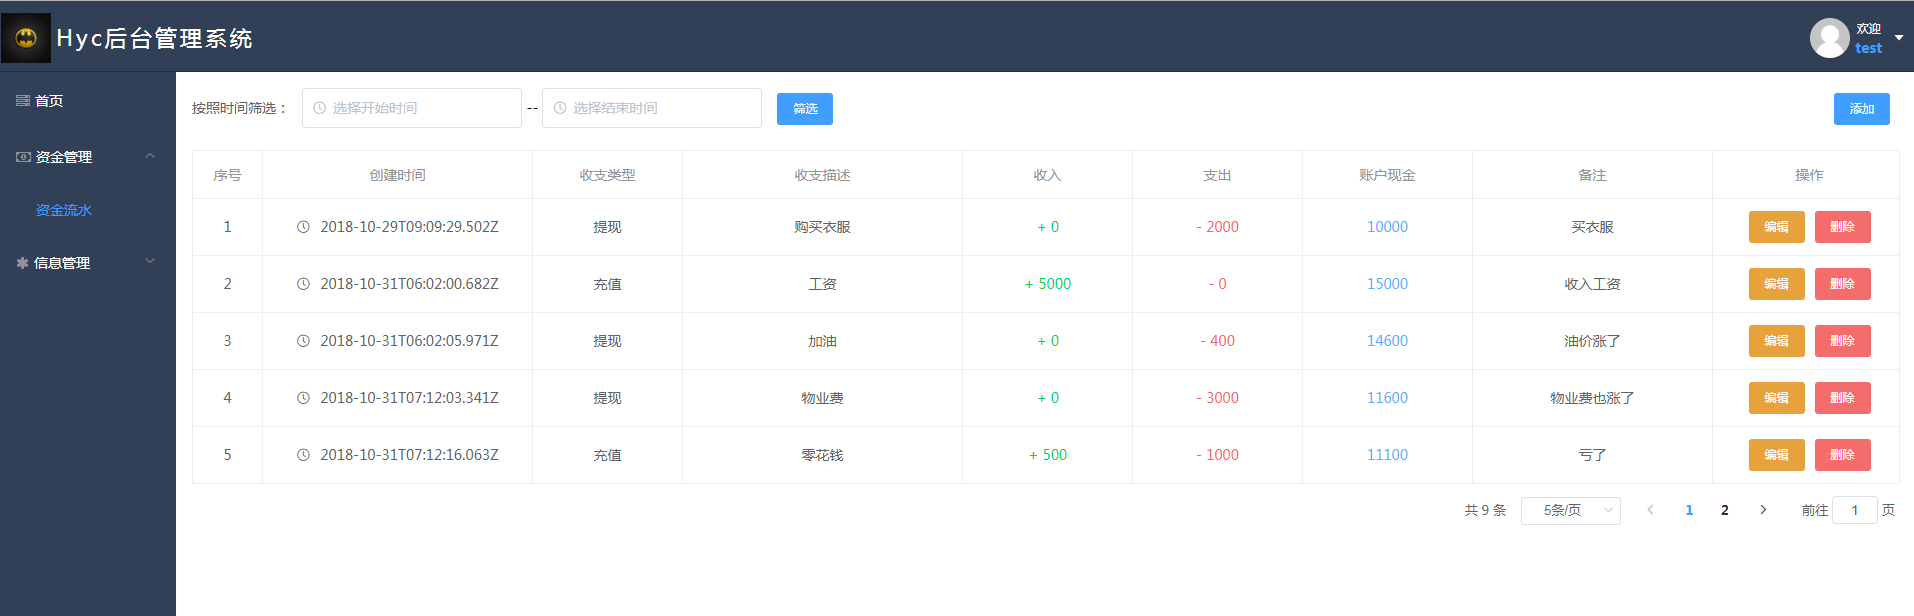 Hyc后台管理系统
欢迎
test
首页
资金管理
资金流水
信息管理
按照时间筛选： 选择开始时间 -- 选择结束时间 筛选 添加
序号 创建时间 收支类型 收支描述 收入 支出 账户现金 备注 操作
1 2018-10-29T09:09:29.502Z 提现 购买衣服 + 0 - 2000 10000 买衣服 编辑 删除
2 2018-10-31T06:02:00.682Z 充值 工资 + 5000 - 0 15000 收入工资 编辑 删除
3 2018-10-31T06:02:05.971Z 提现 加油 + 0 - 400 14600 油价涨了 编辑 删除
4 2018-10-31T07:12:03.341Z 提现 物业费 + 0 - 3000 11600 物业费也涨了 编辑 删除
5 2018-10-31T07:12:16.063Z 充值 零花钱 + 500 - 1000 11100 亏了 编辑 删除
共 9 条 5条/页 1 2 前往 1 页